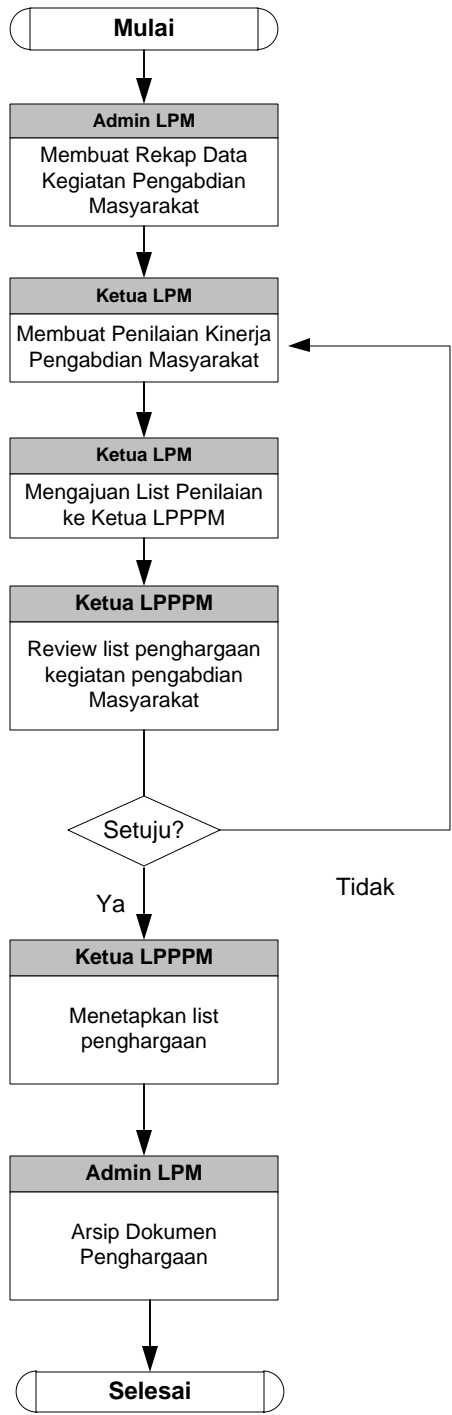 Mulai
Admin LPM
Membuat Rekap Data
Kegiatan Pengabdian
Masyarakat
Ketua LPM
Membuat Penilaian Kinerja
Pengabdian Masyarakat
Ketua LPM
Mengajuan List Penilaian
ke Ketua LPPPM
Ketua LPPPM
Review list penghargaan
kegiatan pengabdian
Masyarakat
Setuju?
Tidak
Ya
Ketua LPPPM
Menetapkan list
penghargaan
Admin LPM
Arsip Dokumen
Penghargaan
Selesai